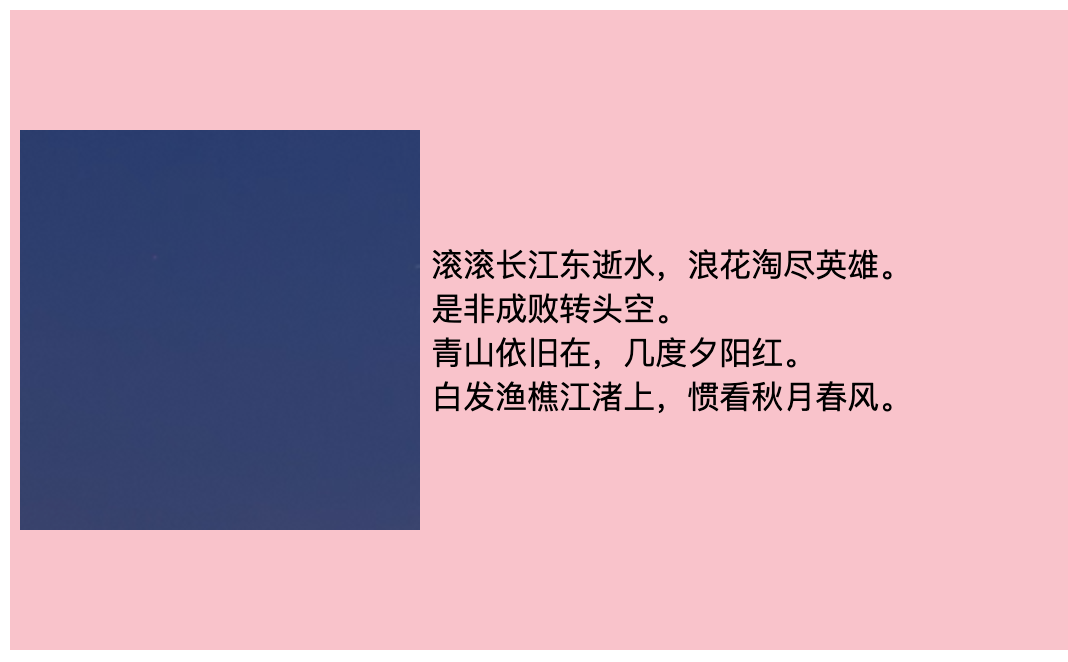 滚滚长江东逝水，浪花淘尽英雄。
是非成败转头空。
青山依旧在，几度夕阳红。
白发渔樵江渚上，惯看秋月春风。